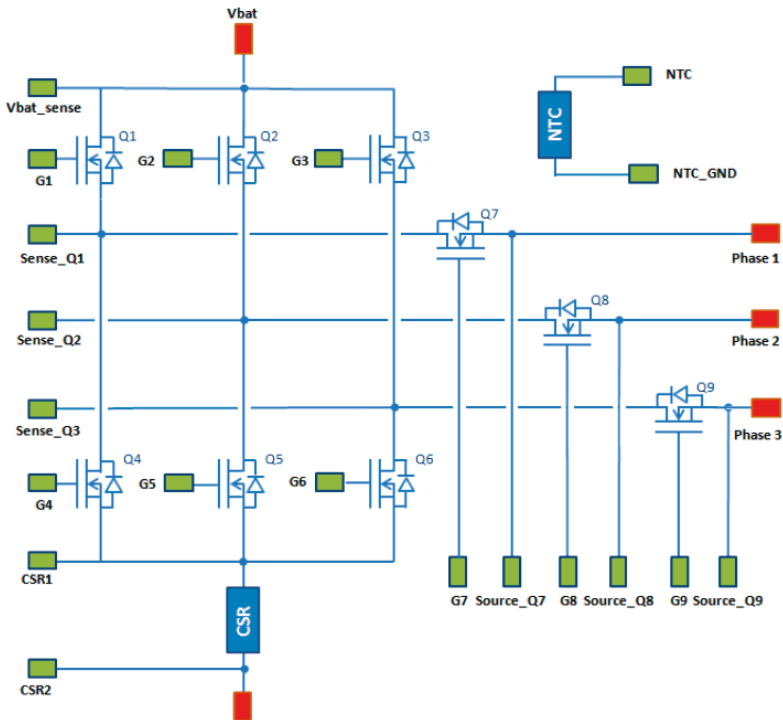 Vbat
NTC
Vbat_sense
NTC
Q1
Q2
Q3
G1
G2
G3
NTC_GND
Q7
Sense_Q1
Phase 1
Q8
Sense_Q2
Phase 2
Q9
Sense_Q3
Phase 3
Q4
Q5
Q6
G4
G5
G6
CSR1
G7
Source_Q7
G8
Source_Q8
G9
Source_Q9
CSR
CSR2